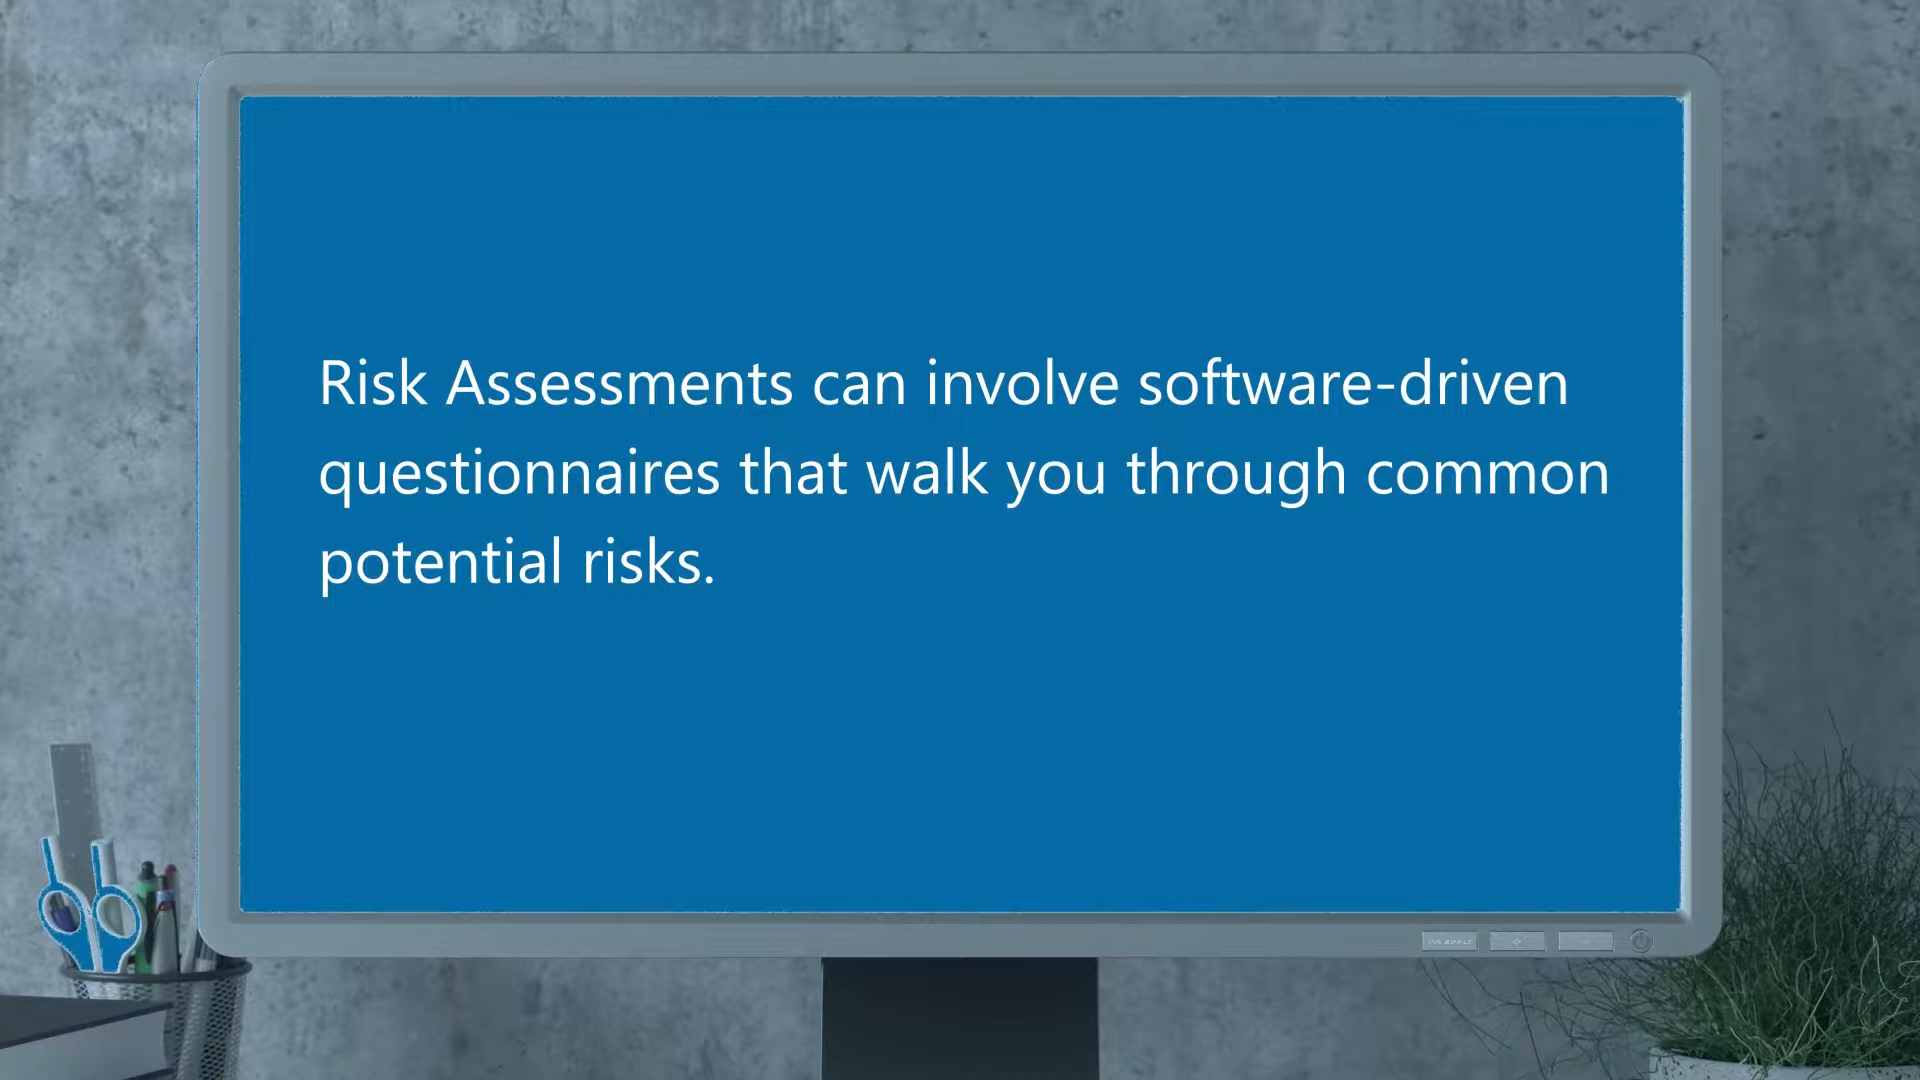 Risk Assessments can involve software-driven
questionnaires that walk you through common
potential risks.